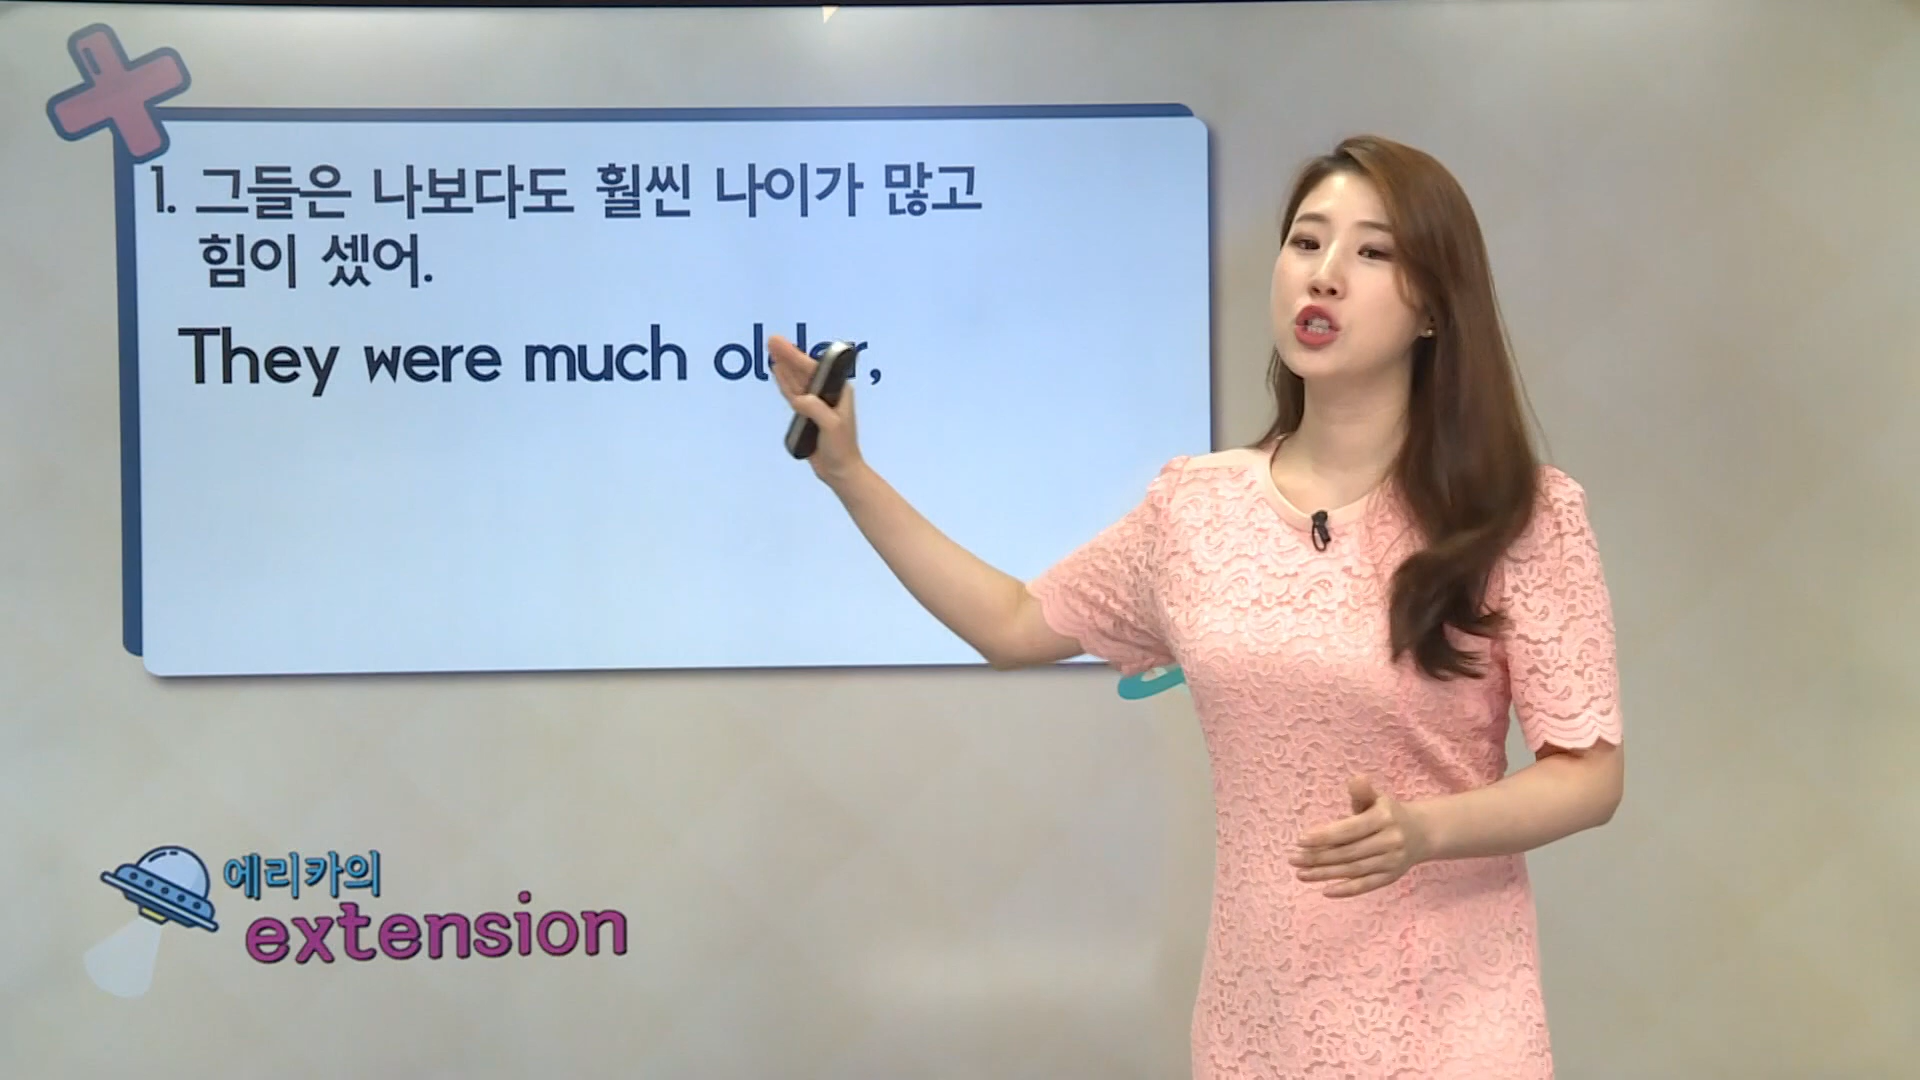 1. 그들은 나보다도 훨씬 나이가 많고
힘이 셌어.
They were much older,
에리카의
extension